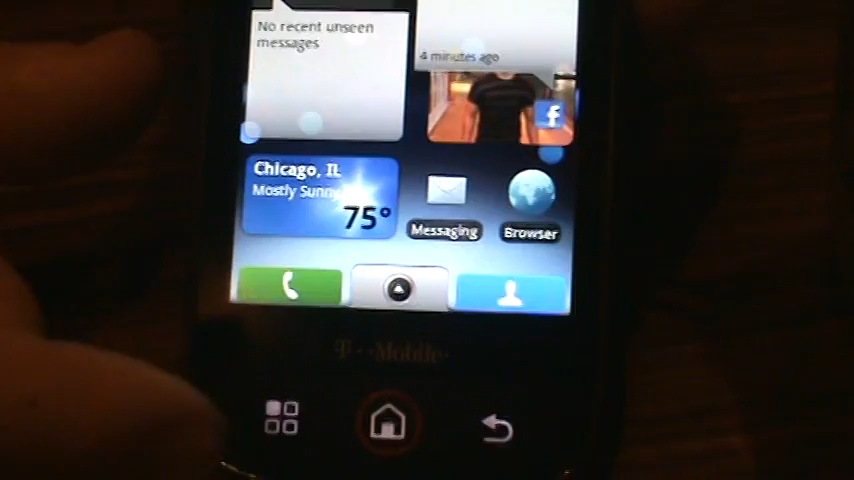 No recent unseen
messages
4 minutes ago
f
Chicago, IL
Mostly Sunny
75°
Messaging
Browser
T··Mobile·